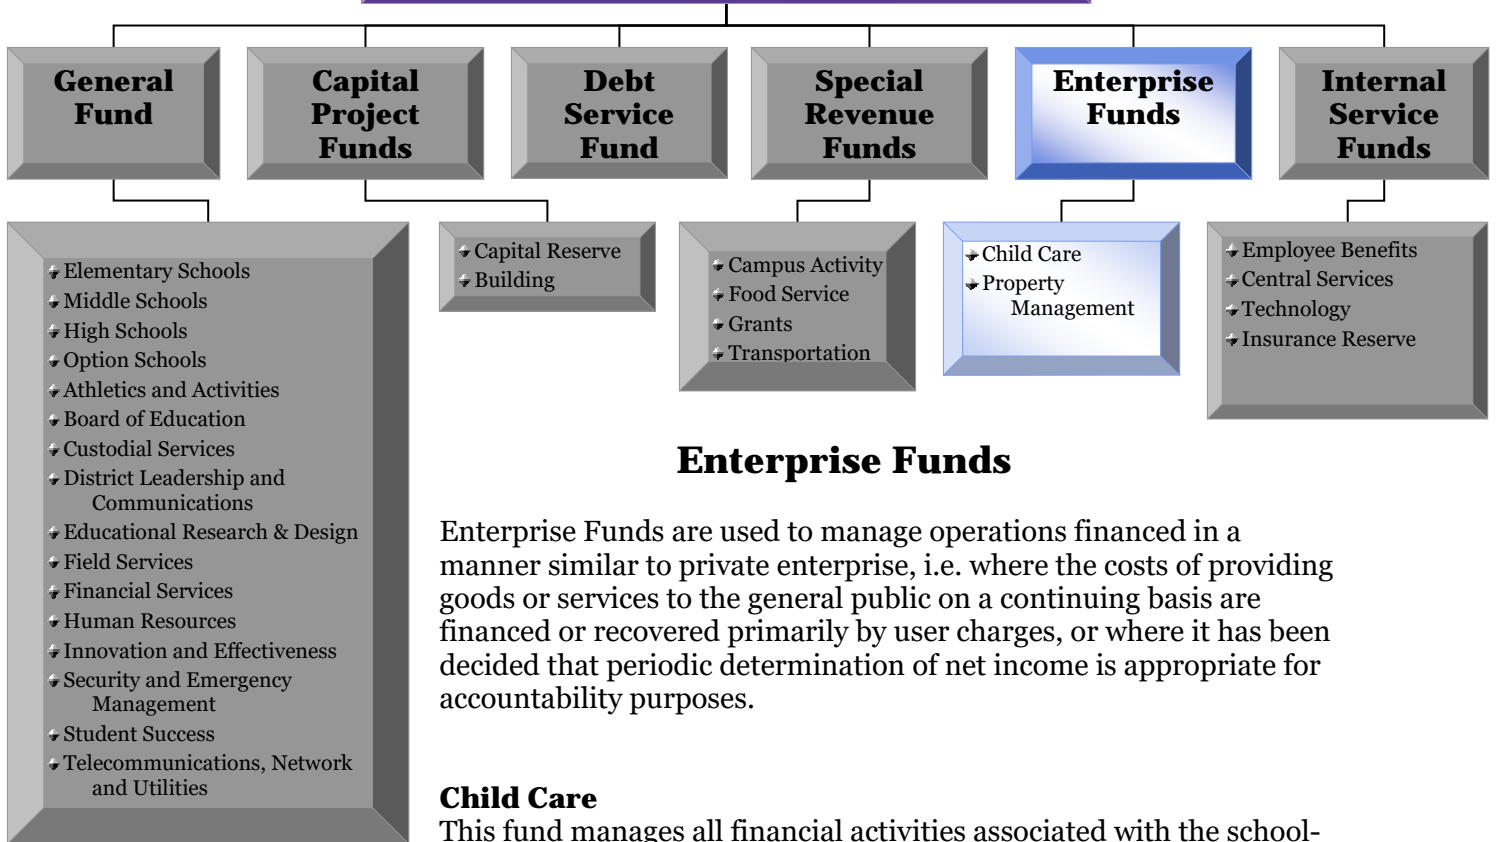 General
Fund
Capital
Project
Funds
Debt
Service
Fund
Special
Revenue
Funds
Enterprise
Funds
Internal
Service
Funds
Elementary Schools
Middle Schools
High Schools
Option Schools
Athletics and Activities
Board of Education
Custodial Services
District Leadership and
Communications
Educational Research & Design
Field Services
Financial Services
Human Resources
Innovation and Effectiveness
Security and Emergency
Management
Student Success
Telecommunications, Network
and Utilities
Capital Reserve
Building
Campus Activity
Food Service
Grants
Transportation
Child Care
Property
Management
Employee Benefits
Central Services
Technology
Insurance Reserve
Enterprise Funds
Enterprise Funds are used to manage operations financed in a
manner similar to private enterprise, i.e. where the costs of providing
goods or services to the general public on a continuing basis are
financed or recovered primarily by user charges, or where it has been
decided that periodic determination of net income is appropriate for
accountability purposes.
Child Care
This fund manages all financial activities associated with the school-